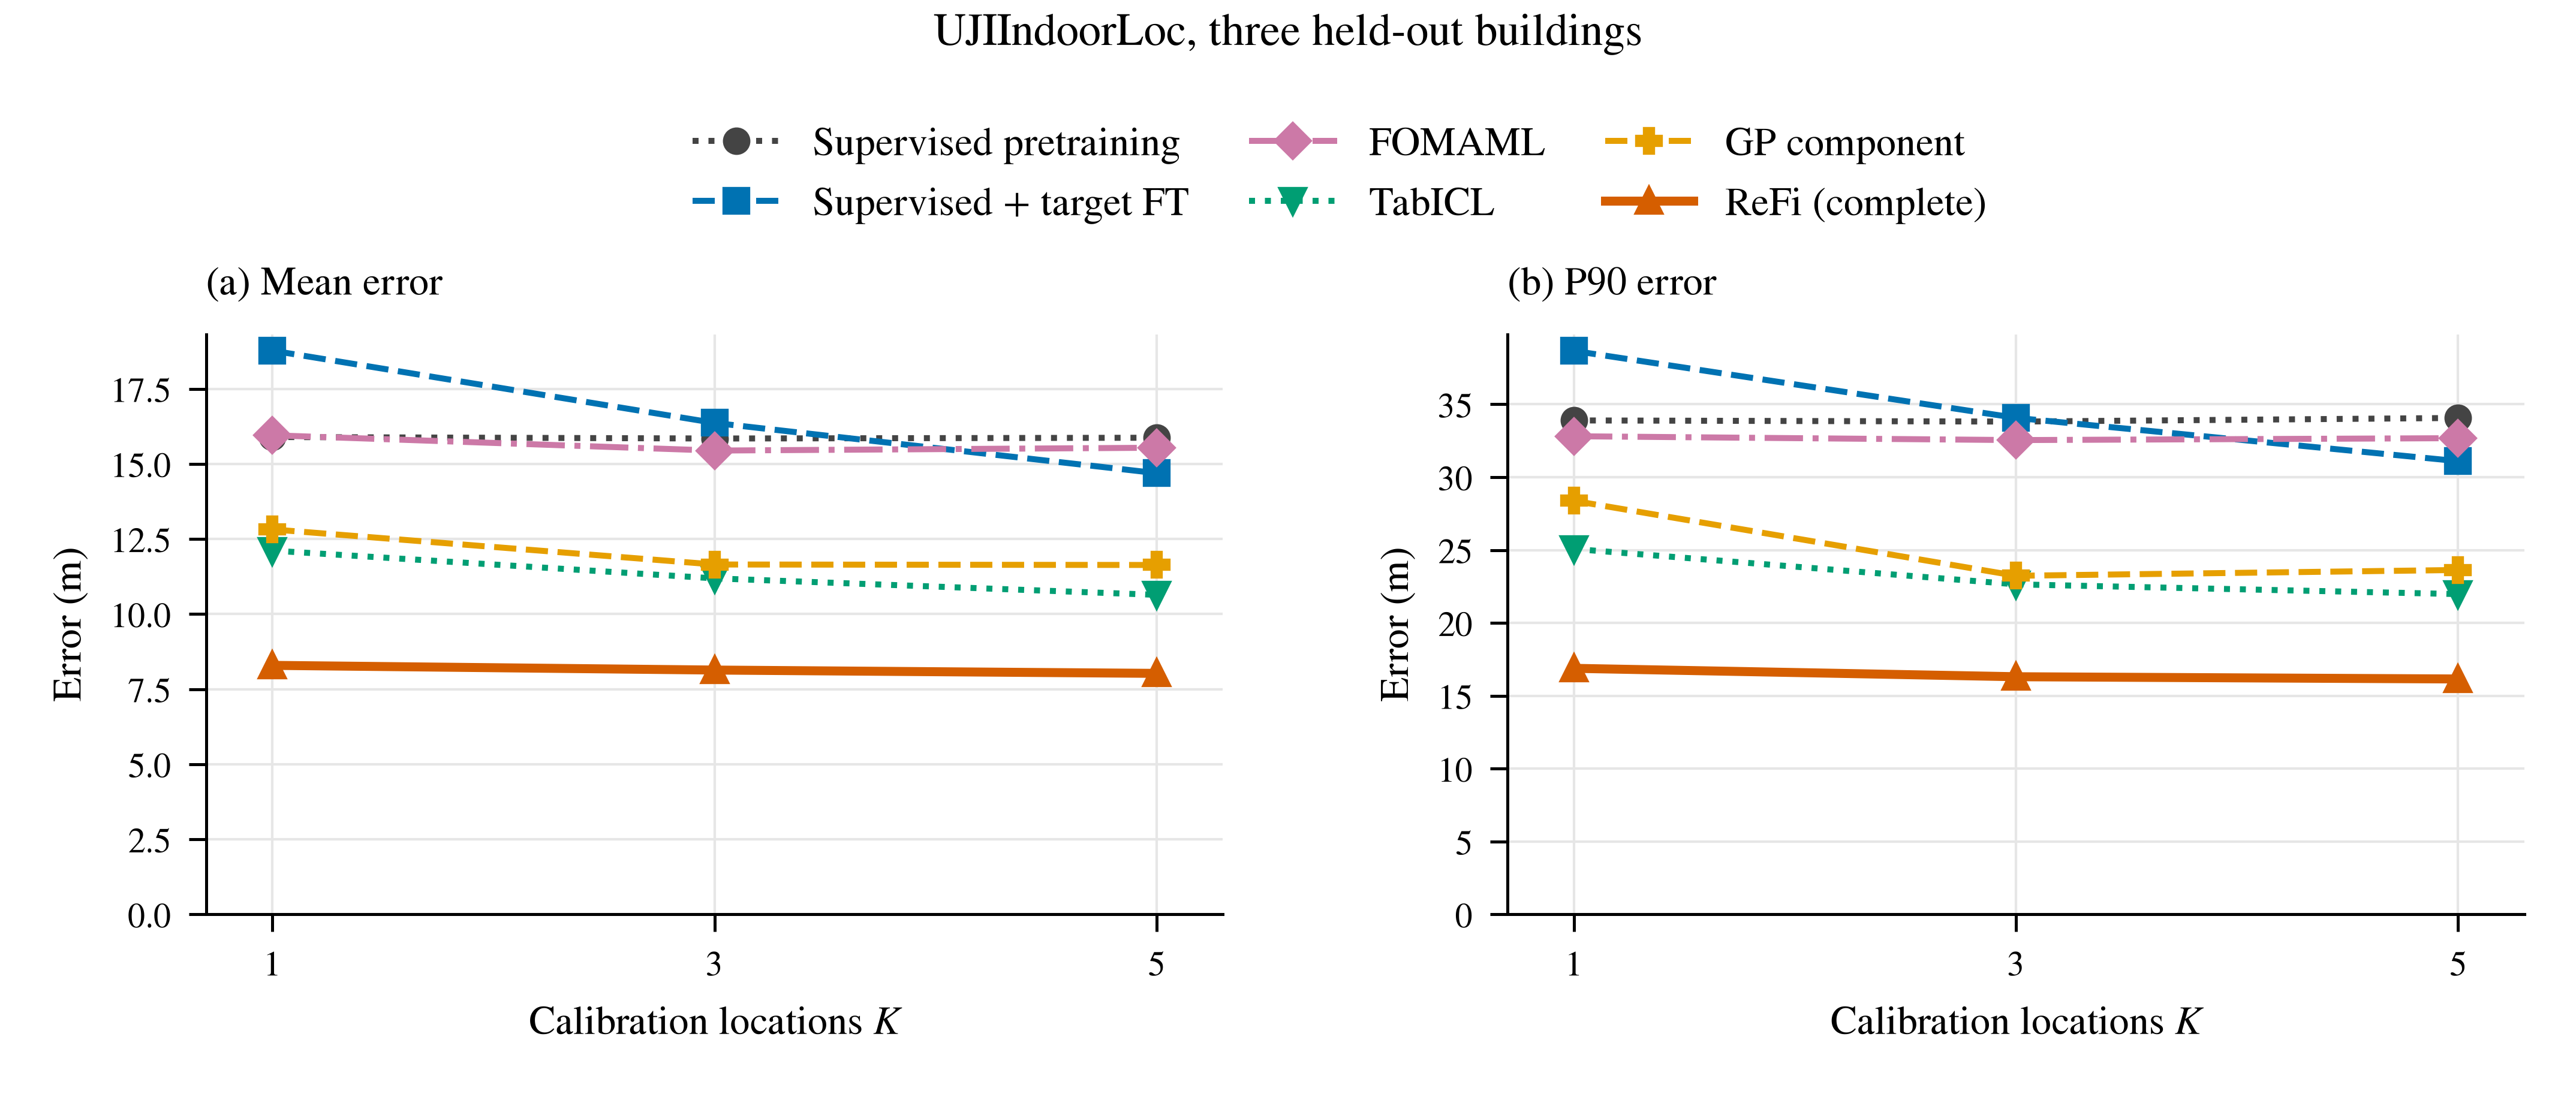 UJIIndoorLoc, three held-out buildings
Supervised pretraining
Supervised + target FT
FOMAML
TabICL
GP component
ReFi (complete)
(a) Mean error
Error (m)
17.5
15.0
12.5
10.0
7.5
5.0
2.5
0.0
1 3 5
Calibration locations K
(b) P90 error
Error (m)
35
30
25
20
15
10
5
0
1 3 5
Calibration locations K